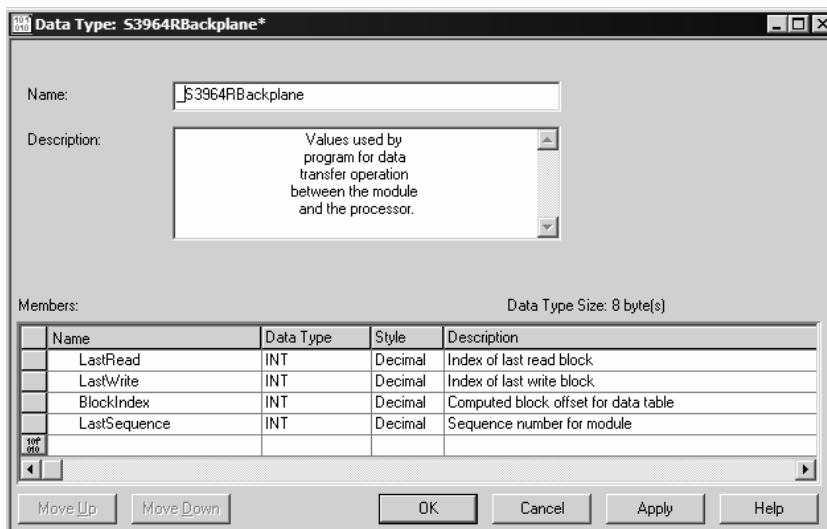 Data Type: S3964RBackplane*
Name: _S3964RBackplane
Description: Values used by
program for data
transfer operation
between the module
and the processor.
Members: Data Type Size: 8 byte(s)
Name Data Type Style Description
LastRead INT Decimal Index of last read block
LastWrite INT Decimal Index of last write block
BlockIndex INT Decimal Computed block offset for data table
LastSequence INT Decimal Sequence number for module
Move Up Move Down OK Cancel Apply Help